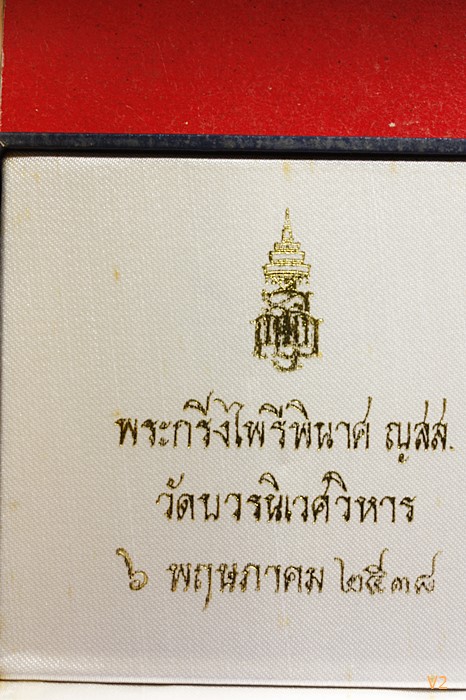 พระกริ่งไพรีพินาศ ญสส.
วัดบวรนิเวศวิหาร
๖ พฤษภาคม ๒๕๓๘
V2